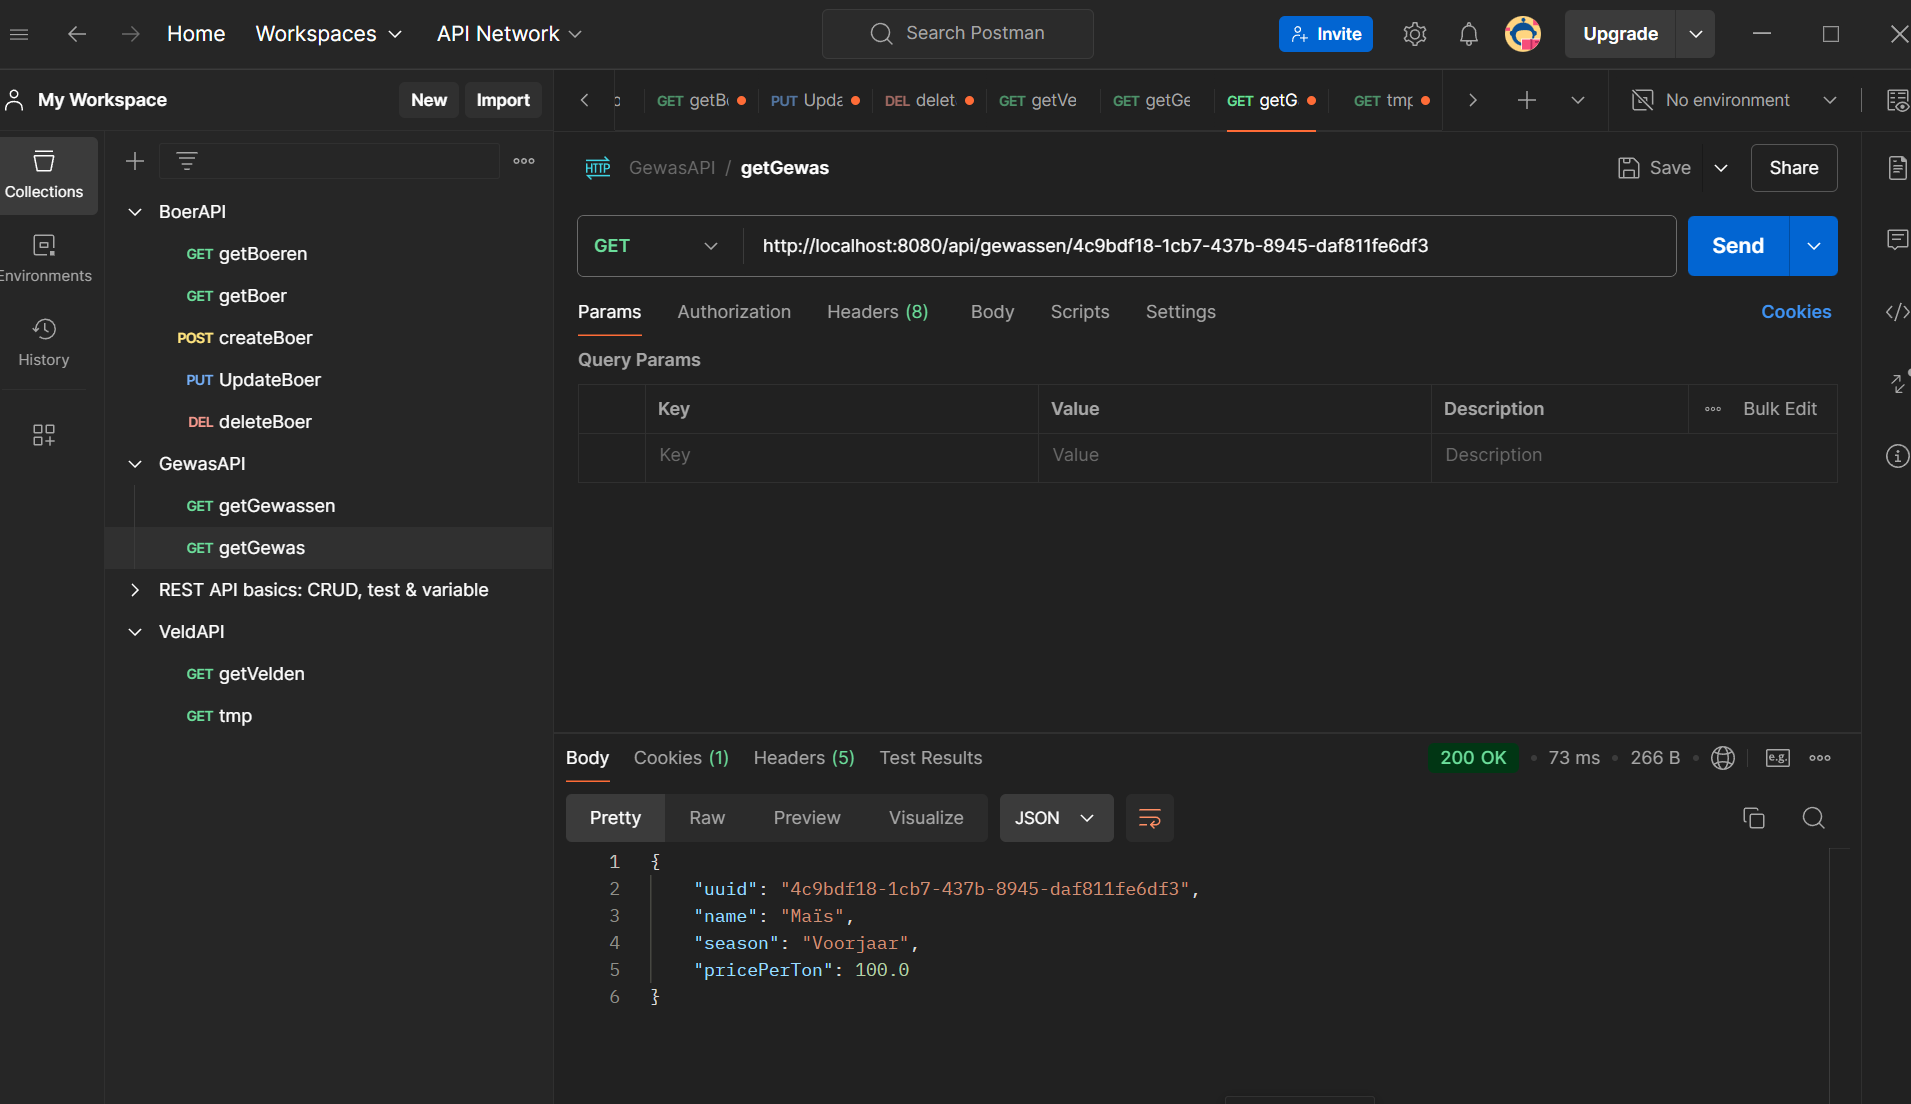 Home
Workspaces
API Network
Search Postman
Invite
Upgrade
My Workspace
New
Import
GET getB
PUT Upda
DEL delet
GET getVe
GET getGe
GET getG
GET tmp
No environment
Collections
Environments
History
BoerAPI
GET getBoeren
GET getBoer
POST createBoer
PUT UpdateBoer
DEL deleteBoer
GewasAPI
GET getGewassen
GET getGewas
REST API basics: CRUD, test & variable
VeldAPI
GET getVelden
GET tmp
HTTP GewasAPI / getGewas
Save
Share
GET
http://localhost:8080/api/gewassen/4c9bdf18-1cb7-437b-8945-daf811fe6df3
Send
Params Authorization Headers (8) Body Scripts Settings
Cookies
Query Params
Key Value Description Bulk Edit
Key Value Description
Body Cookies (1) Headers (5) Test Results
200 OK • 73 ms • 266 B •
e.g.
Pretty Raw Preview Visualize JSON
1 {
2 "uuid": "4c9bdf18-1cb7-437b-8945-daf811fe6df3",
3 "name": "Maïs",
4 "season": "Voorjaar",
5 "pricePerTon": 100.0
6 }